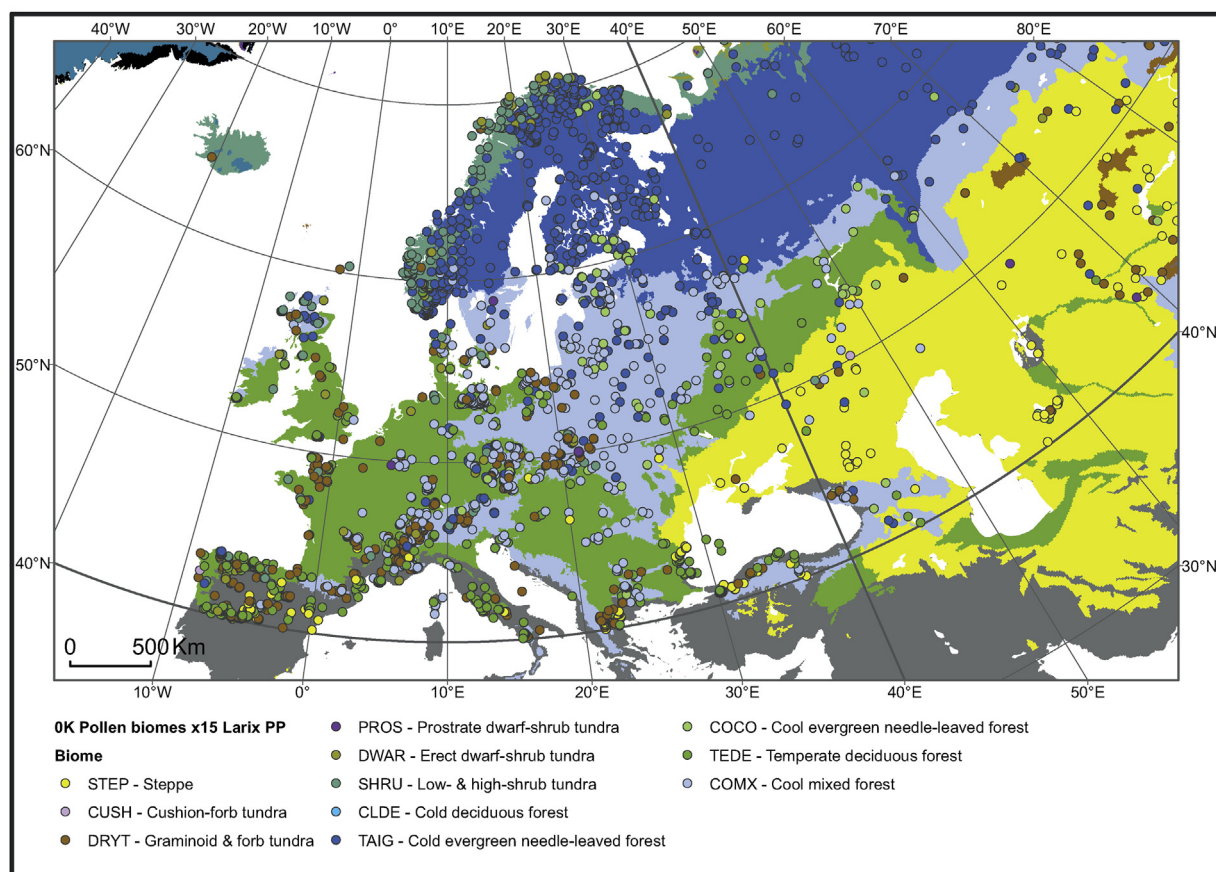 40°W 30°W 20°W 10°W 0° 10°E 20°E 30°E 40°E 50°E 60°E 70°E 80°E
60°N
50°N
40°N
40°N
30°N
0 500 Km
10°W 0° 10°E 20°E 30°E 40°E 50°E
0K Pollen biomes x15 Larix PP
Biome
STEP - Steppe
CUSH - Cushion-forb tundra
DRYT - Graminoid & forb tundra
PROS - Prostrate dwarf-shrub tundra
DWAR - Erect dwarf-shrub tundra
SHRU - Low- & high-shrub tundra
CLDE - Cold deciduous forest
TAIG - Cold evergreen needle-leaved forest
COCO - Cool evergreen needle-leaved forest
TEDE - Temperate deciduous forest
COMX - Cool mixed forest